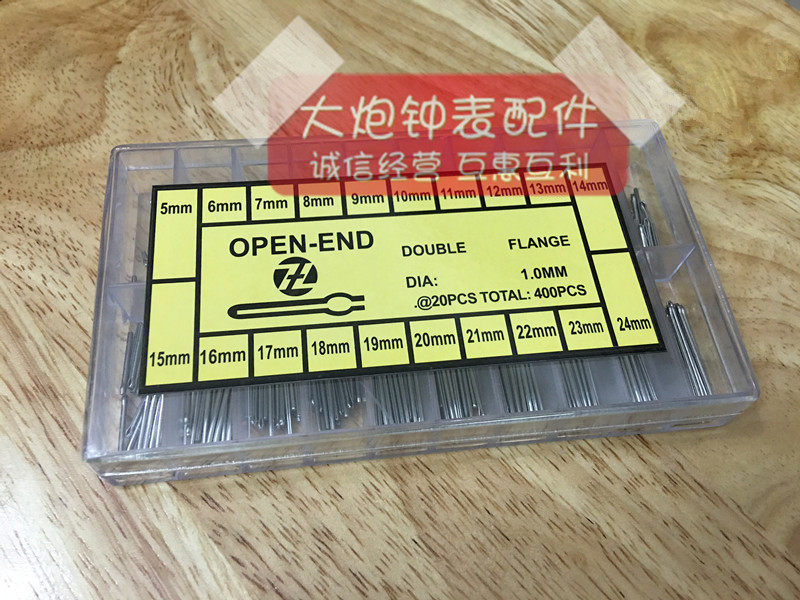 大炮钟表配件
诚信经营 互惠互利
5mm 6mm 7mm 8mm 9mm 10mm 11mm 12mm 13mm 14mm
OPEN-END DOUBLE FLANGE
DIA: 1.0MM
.@20PCS TOTAL: 400PCS
15mm 16mm 17mm 18mm 19mm 20mm 21mm 22mm 23mm 24mm